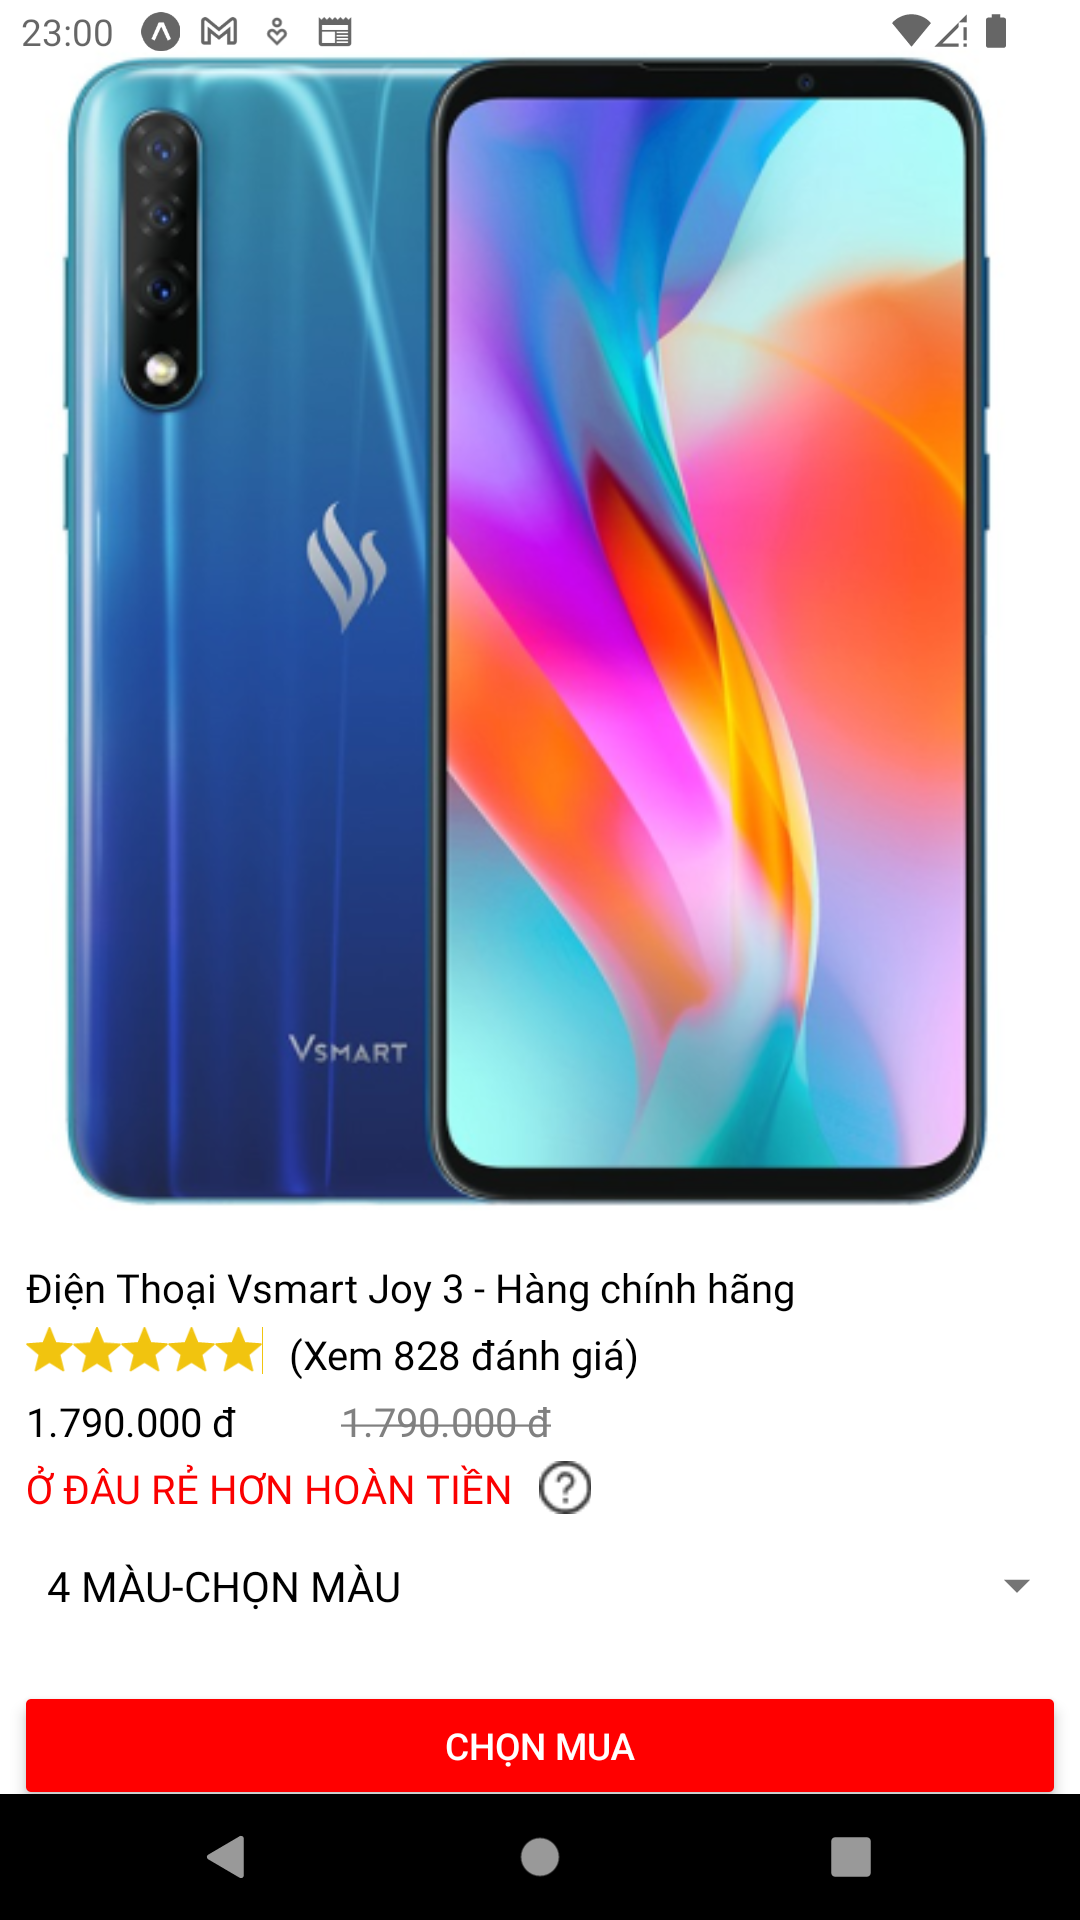 23:00
VSMART
Điện Thoại Vsmart Joy 3 - Hàng chính hãng
(Xem 828 đánh giá)
1.790.000 đ 1.790.000 đ
Ở ĐÂU RẺ HƠN HOÀN TIỀN ?
4 MÀU-CHỌN MÀU
CHỌN MUA